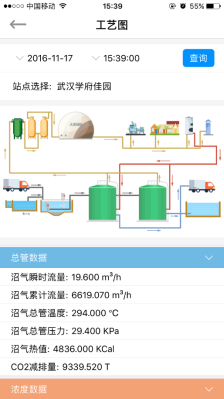 中国移动 15:39 55%
工艺图
2016-11-17 15:39:00 查询
站点选择: 武汉学府佳园
总管数据
沼气瞬时流量: 19.600 m³/h
沼气累计流量: 6619.070 m³/h
沼气总管温度: 294.000 °C
沼气总管压力: 29.400 KPa
沼气热值: 4836.000 KCal
CO2减排量: 9339.520 T
浓度数据